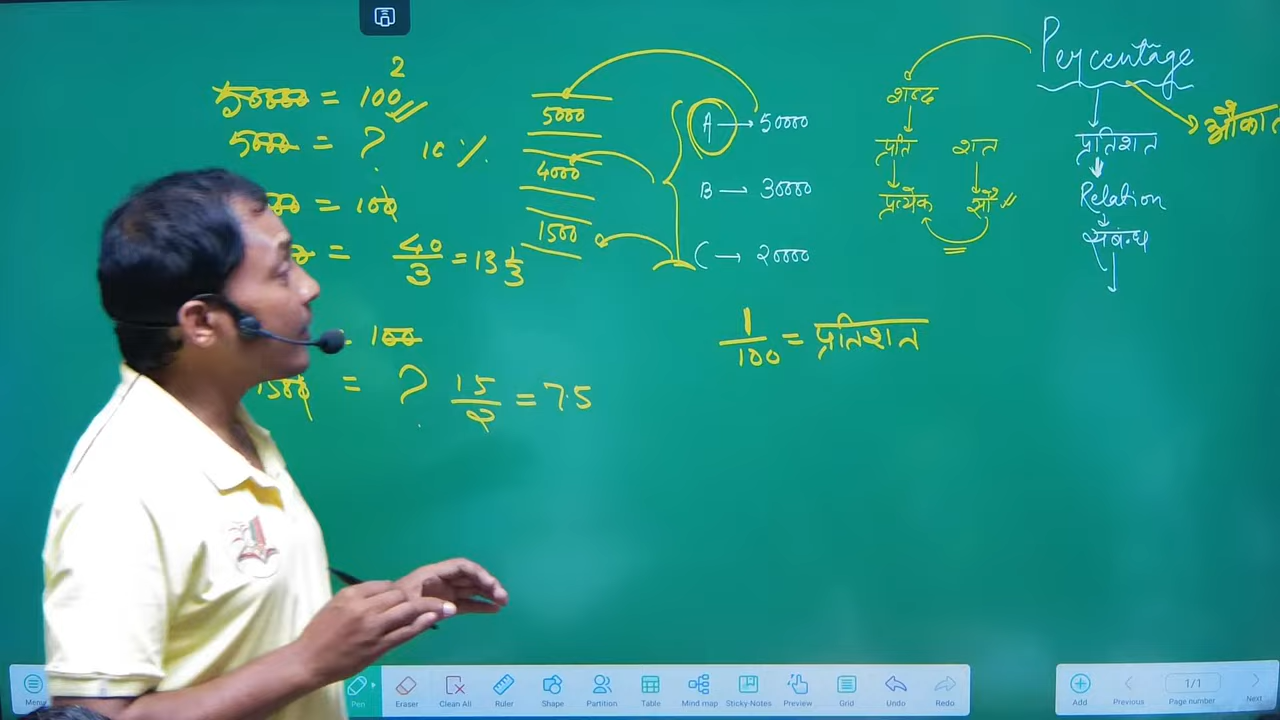 Percentage
शब्द
औकात
प्रति शत
प्रत्येक सौ
प्रतिशत
Relation
संबन्ध
A → 50000
B → 30000
C → 20000
5000
4000
1500
2
50000 = 100
5000 = ? 10 %
= 100
= 40/3 = 13 1/3
100
1500 = ? 15/2 = 7.5
1/100 = प्रतिशत
Menu
Pen
Eraser
Clean All
Ruler
Shape
Partition
Table
Mind map
Sticky-Notes
Preview
Grid
Undo
Redo
Add
Previous
1/1
Page number
Next